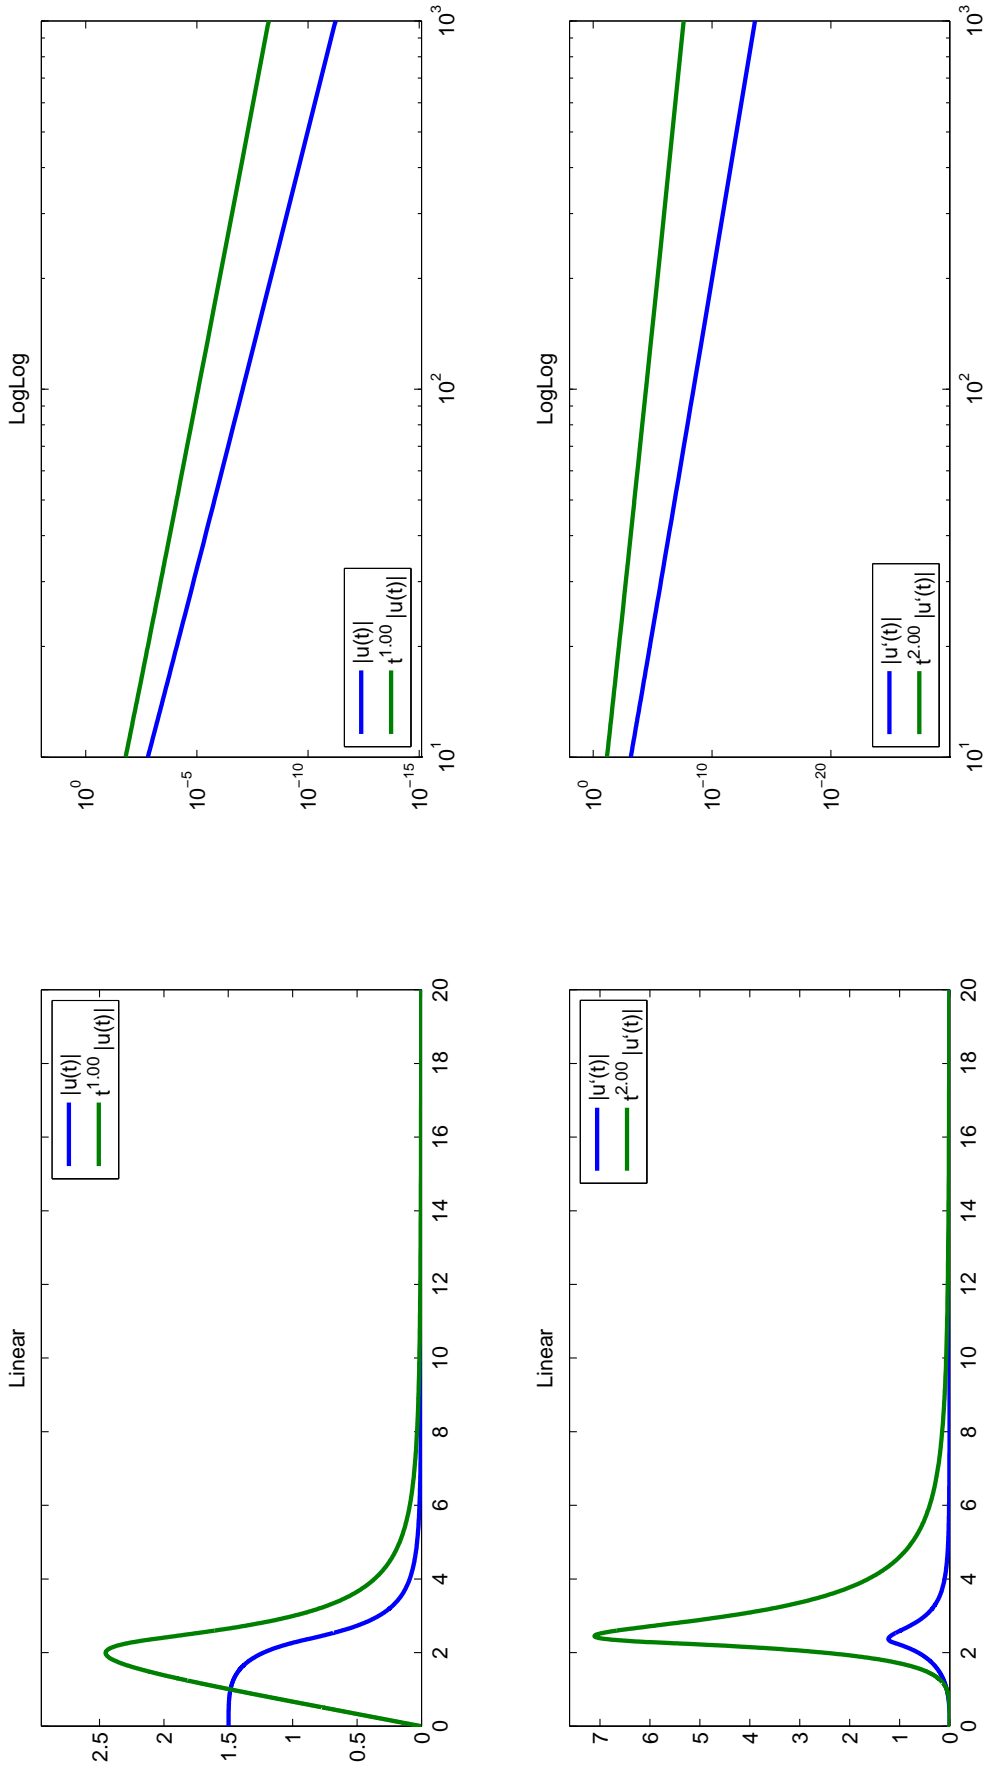 Linear
2.5
2
1.5
1
0.5
0
0 2 4 6 8 10 12 14 16 18 20
|u(t)|
t^1.00 |u(t)|
LogLog
10^0
10^−5
10^−10
10^−15
10^1 10^2 10^3
|u(t)|
t^1.00 |u(t)|
Linear
7
6
5
4
3
2
1
0
0 2 4 6 8 10 12 14 16 18 20
|u‘(t)|
t^2.00 |u‘(t)|
LogLog
10^0
10^−10
10^−20
10^1 10^2 10^3
|u‘(t)|
t^2.00 |u‘(t)|